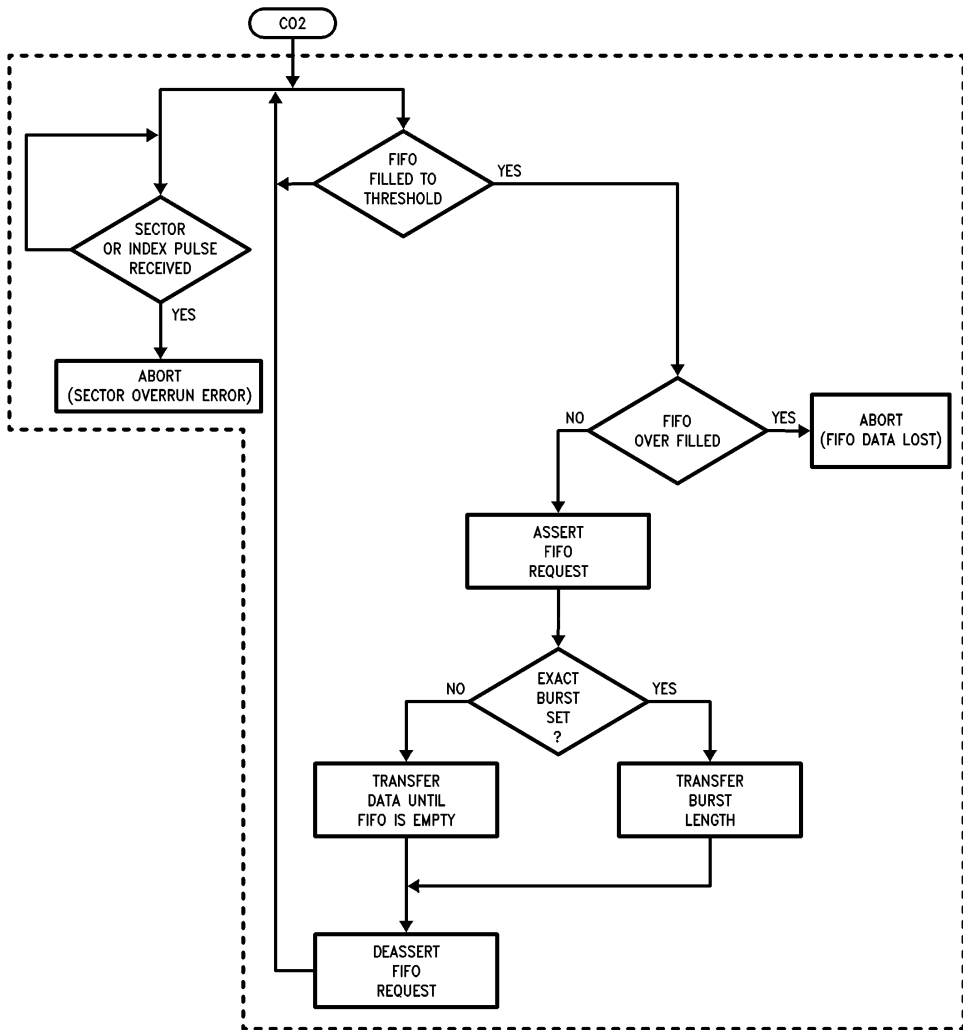 CO2
FIFO
FILLED TO
THRESHOLD
YES
SECTOR
OR INDEX PULSE
RECEIVED
YES
ABORT
(SECTOR OVERRUN ERROR)
NO
FIFO
OVER FILLED
YES
ABORT
(FIFO DATA LOST)
ASSERT
FIFO
REQUEST
NO
EXACT
BURST
SET
?
YES
TRANSFER
DATA UNTIL
FIFO IS EMPTY
TRANSFER
BURST
LENGTH
DEASSERT
FIFO
REQUEST